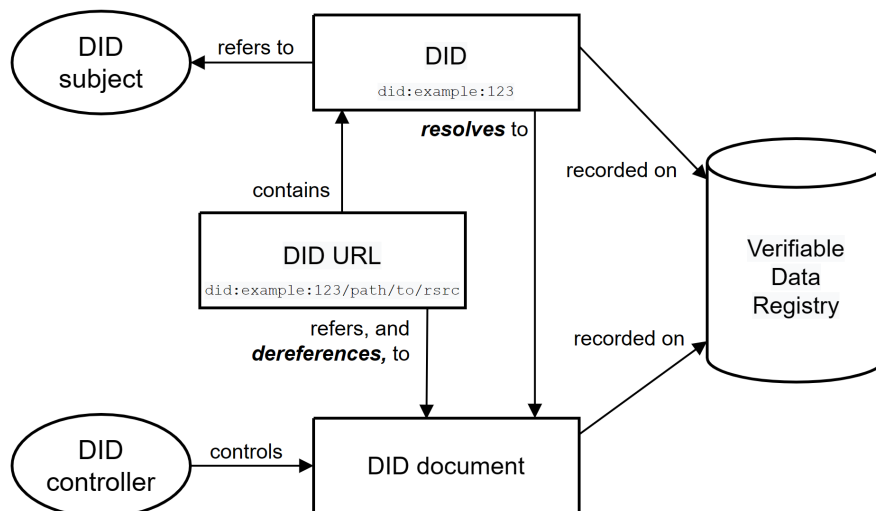 DID
subject
refers to
DID
did:example:123
resolves to
recorded on
contains
DID URL
did:example:123/path/to/rsrc
Verifiable
Data
Registry
refers, and
dereferences, to
recorded on
DID
controller
controls
DID document